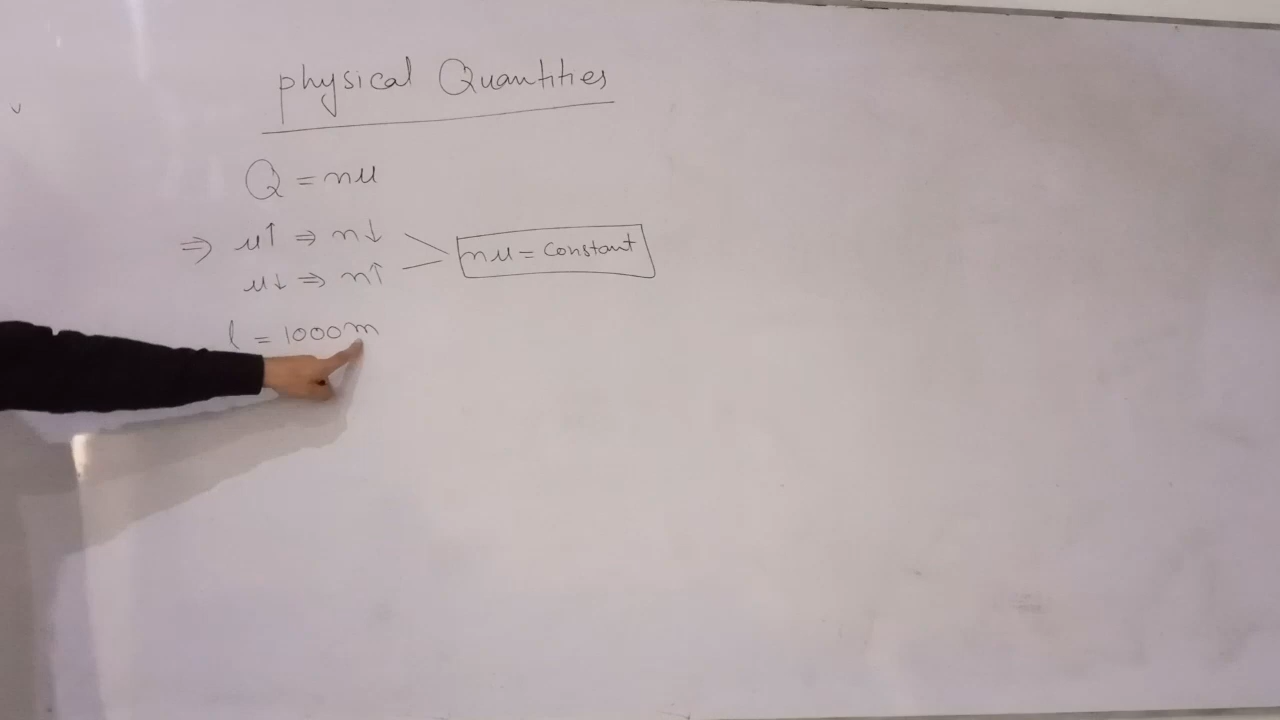 physical Quantities
Q = nu
⇒ u↑ ⇒ n↓
u↓ ⇒ n↑
nu = constant
l = 1000m